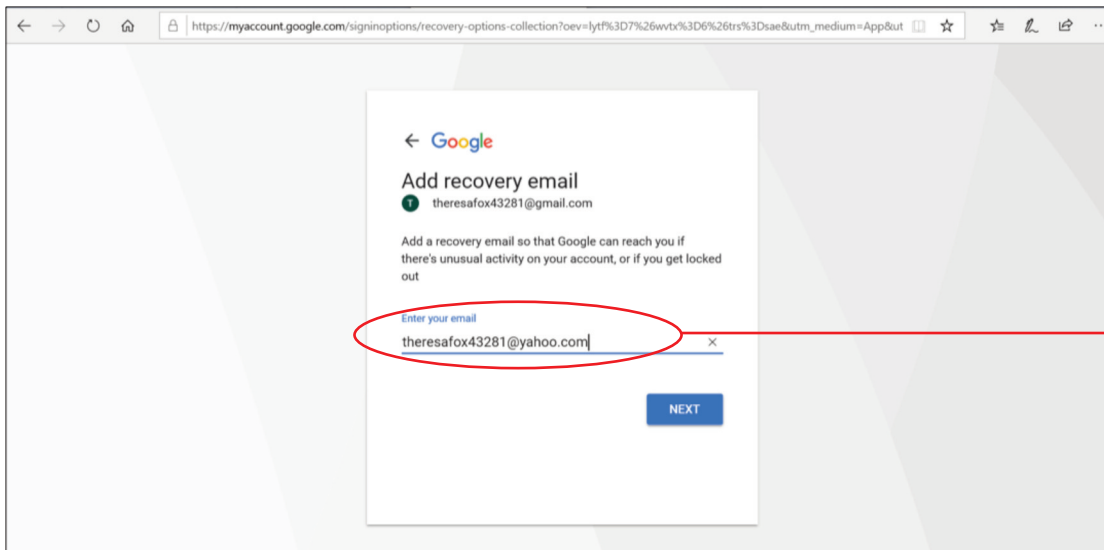 https://myaccount.google.com/signinoptions/recovery-options-collection?oev=lytf%3D7%26wvtx%3D6%26trs%3Dsae&utm_medium=App&ut
Google
Add recovery email
T theresafox43281@gmail.com
Add a recovery email so that Google can reach you if
there's unusual activity on your account, or if you get locked
out
Enter your email
theresafox43281@yahoo.com
NEXT